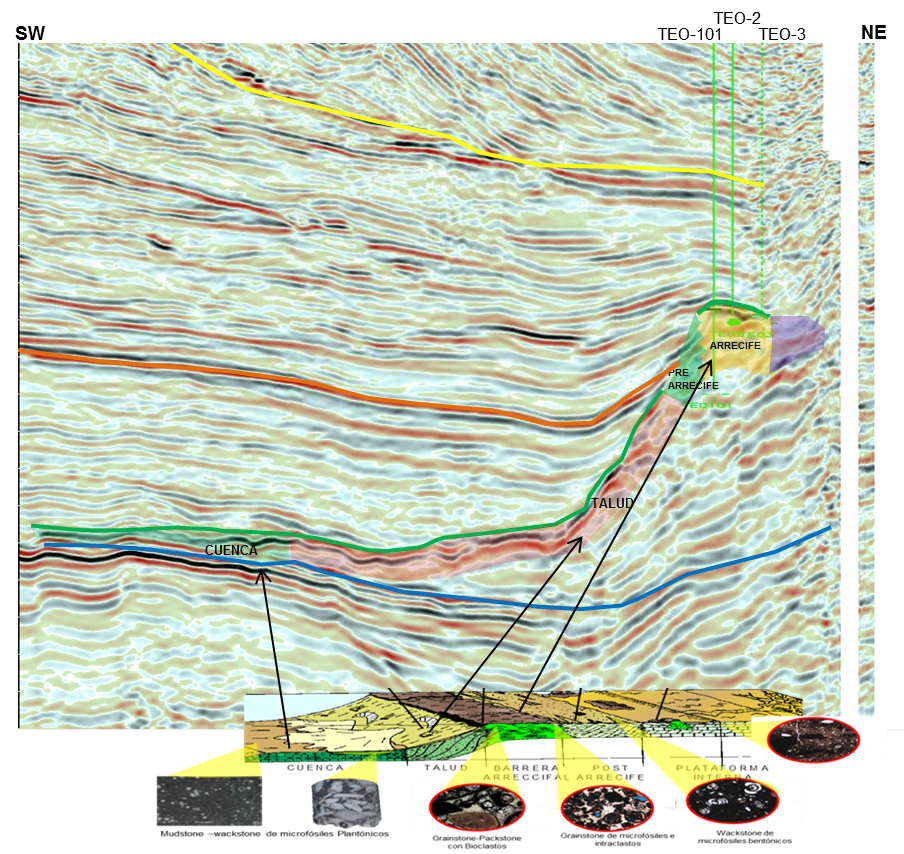 SW
TEO-2
TEO-101
TEO-3
NE
ARRECIFE
PRE
ARRECIFE
TALUD
CUENCA
CUENCA
TALUD
BARRERA
ARRECCIFAL
POST
ARRECIFE
PLATAFORMA
INTERNA
Mudstone –wackstone de microfósiles Plantónicos
Grainstone-Packstone
con Bioclastos
Grainstone de microfósiles e
intraclastos
Wackstone de
microfósiles bentónicos